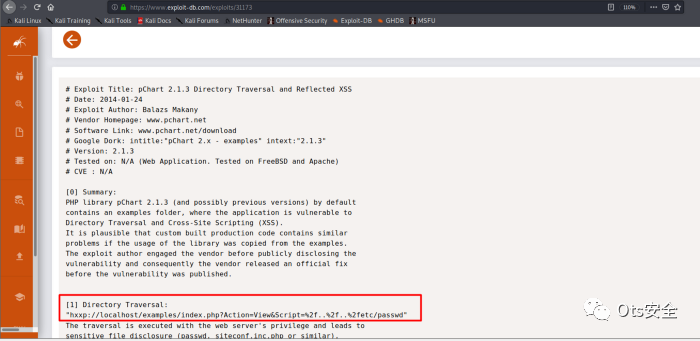 https://www.exploit-db.com/exploits/31173
110%
Kali Linux Kali Training Kali Tools Kali Docs Kali Forums NetHunter Offensive Security Exploit-DB GHDB MSFU
# Exploit Title: pChart 2.1.3 Directory Traversal and Reflected XSS
# Date: 2014-01-24
# Exploit Author: Balazs Makany
# Vendor Homepage: www.pchart.net
# Software Link: www.pchart.net/download
# Google Dork: intitle:"pChart 2.x - examples" intext:"2.1.3"
# Version: 2.1.3
# Tested on: N/A (Web Application. Tested on FreeBSD and Apache)
# CVE : N/A
[0] Summary:
PHP library pChart 2.1.3 (and possibly previous versions) by default
contains an examples folder, where the application is vulnerable to
Directory Traversal and Cross-Site Scripting (XSS).
It is plausible that custom built production code contains similar
problems if the usage of the library was copied from the examples.
The exploit author engaged the vendor before publicly disclosing the
vulnerability and consequently the vendor released an official fix
before the vulnerability was published.
[1] Directory Traversal:
"hxxp://localhost/examples/index.php?Action=View&Script=%2f..%2f..%2fetc/passwd"
The traversal is executed with the web server's privilege and leads to
sensitive file disclosure (passwd, siteconf.inc.php or similar),
Ots安全